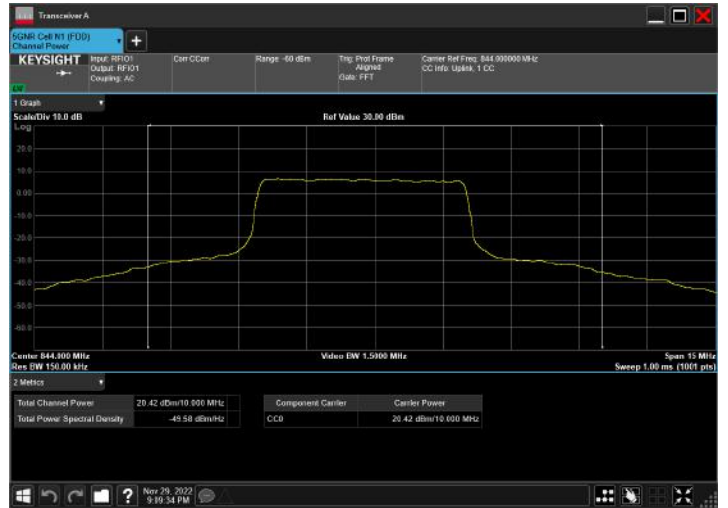 Transceiver A
5GNR Cell N1 (FDD)
Channel Power
KEYSIGHT
Input: RFIO1
Output: RFIO1
Coupling: AC
Corr CCorr
Range -60 dBm
Trig: Prot Frame
Aligned
Gate: FFT
Carrier Ref Freq: 844.000000 MHz
CC Info: Uplink, 1 CC
1 Graph
Scale/Div 10.0 dB
Ref Value 30.00 dBm
Log
20.0
10.0
0.00
-10.0
-20.0
-30.0
-40.0
-50.0
-60.0
Center 844.000 MHz
Video BW 1.5000 MHz
Span 15 MHz
Res BW 150.00 kHz
Sweep 1.00 ms (1001 pts)
2 Metrics
Total Channel Power
20.42 dBm/10.000 MHz
Total Power Spectral Density
-49.58 dBm/Hz
Component Carrier
Carrier Power
CC0
20.42 dBm/10.000 MHz
?
Nov 29, 2022
9:19:34 PM